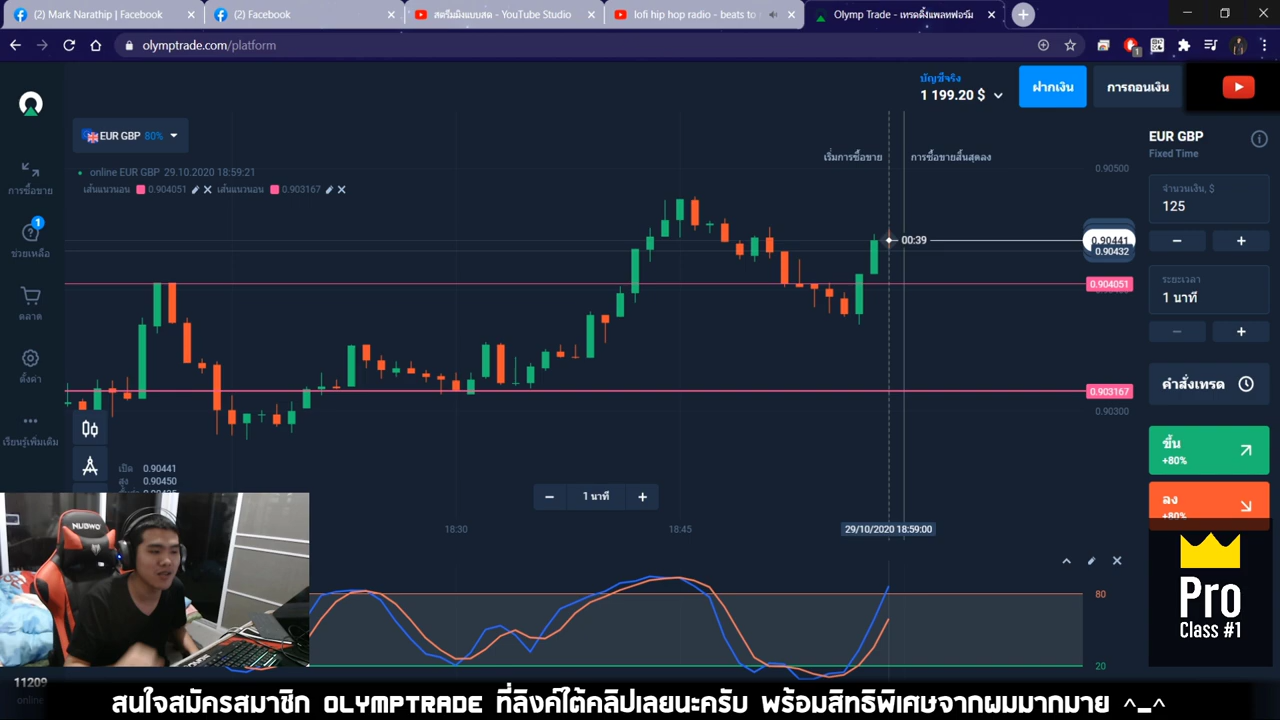 Mark Narathip | Facebook
(2) Facebook
สตรีมมิงแบบสด - YouTube Studio
lofi hip hop radio - beats to
Olymp Trade - เทรดดิ้งแพลทฟอร์ม
olymptrade.com/platform
บัญชีจริง
1 199.20 $
ฝากเงิน
การถอนเงิน
EUR GBP 80%
online EUR GBP 29.10.2020 18:59:21
เส้นแนวนอน 0.904051 เส้นแนวนอน 0.903167
เริ่มการซื้อขาย
การซื้อขายสิ้นสุดลง
0.90500
00:39
0.90441
0.90432
0.904051
0.903167
0.90300
การซื้อขาย
1
ช่วยเหลือ
ตลาด
ตั้งค่า
เรียนรู้เพิ่มเติม
เปิด 0.90441
สูง 0.90450
1 นาที
18:30
18:45
29/10/2020 18:59:00
80
20
EUR GBP
Fixed Time
จำนวนเงิน, $
125
ระยะเวลา
1 นาที
คำสั่งเทรด
ขึ้น
+80%
ลง
+80%
Pro
Class #1
NUBWO
11209
online
สนใจสมัครสมาชิก OLYMPTRADE ที่ลิงค์ใต้คลิปเลยนะครับ พร้อมสิทธิพิเศษจากผมมากมาย ^_^